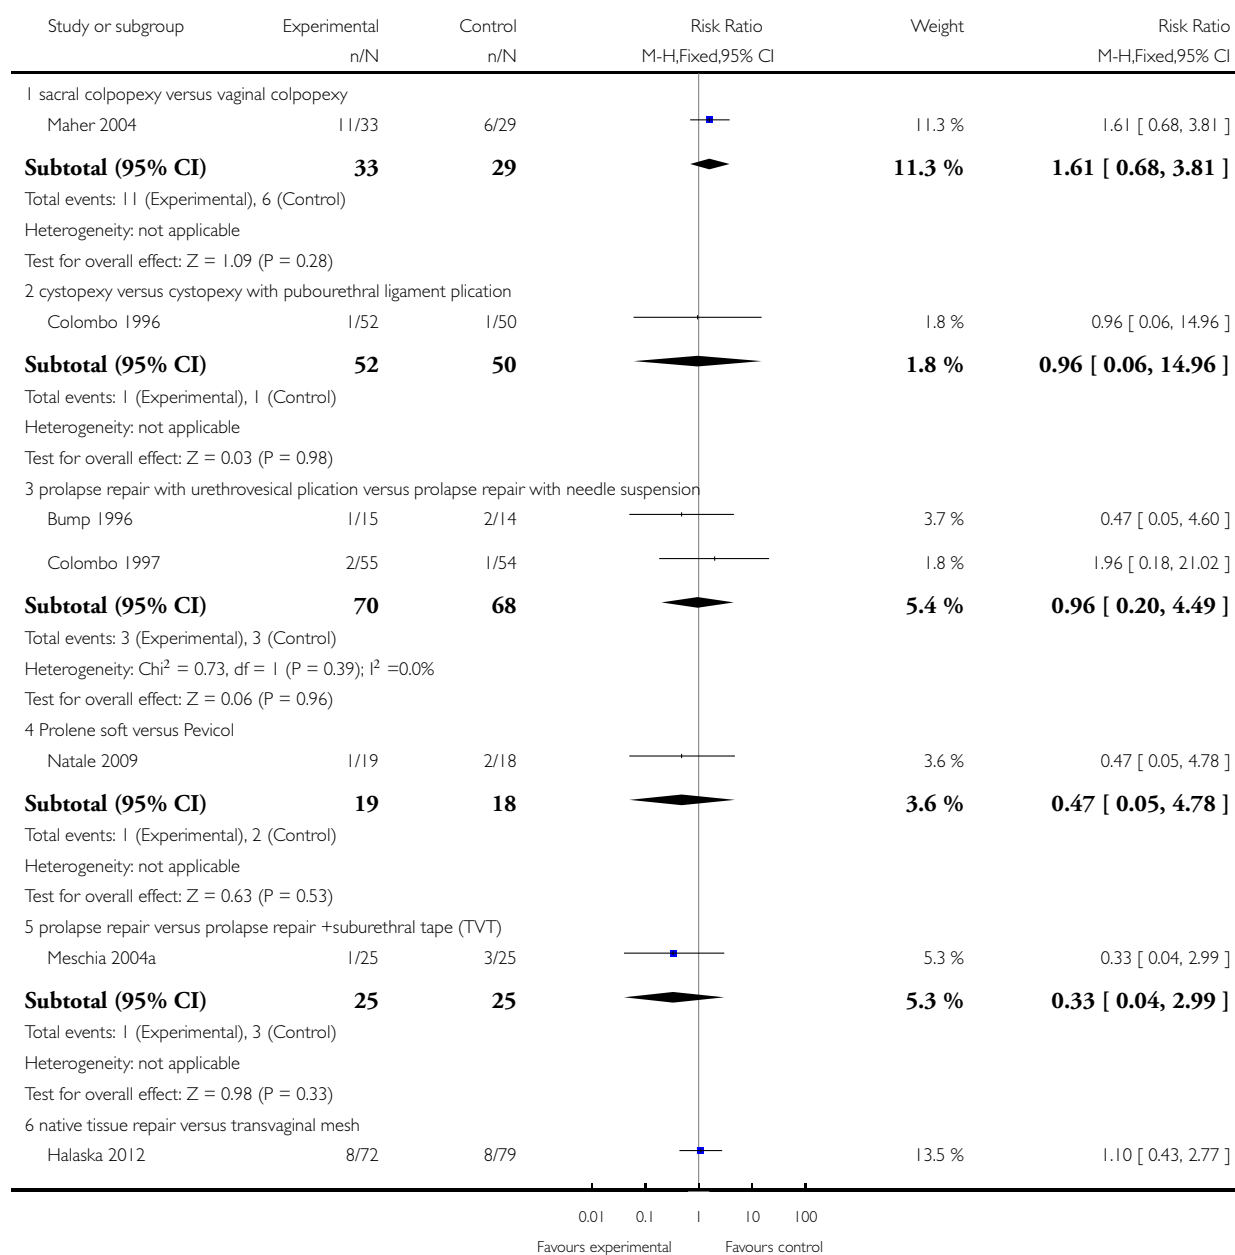 Study or subgroup Experimental Control Risk Ratio Weight Risk Ratio
n/N n/N M-H,Fixed,95% CI M-H,Fixed,95% CI
1 sacral colpopexy versus vaginal colpopexy
Maher 2004 11/33 6/29 11.3 % 1.61 [ 0.68, 3.81 ]
Subtotal (95% CI) 33 29 11.3 % 1.61 [ 0.68, 3.81 ]
Total events: 11 (Experimental), 6 (Control)
Heterogeneity: not applicable
Test for overall effect: Z = 1.09 (P = 0.28)
2 cystopexy versus cystopexy with pubourethral ligament plication
Colombo 1996 1/52 1/50 1.8 % 0.96 [ 0.06, 14.96 ]
Subtotal (95% CI) 52 50 1.8 % 0.96 [ 0.06, 14.96 ]
Total events: 1 (Experimental), 1 (Control)
Heterogeneity: not applicable
Test for overall effect: Z = 0.03 (P = 0.98)
3 prolapse repair with urethrovesical plication versus prolapse repair with needle suspension
Bump 1996 1/15 2/14 3.7 % 0.47 [ 0.05, 4.60 ]
Colombo 1997 2/55 1/54 1.8 % 1.96 [ 0.18, 21.02 ]
Subtotal (95% CI) 70 68 5.4 % 0.96 [ 0.20, 4.49 ]
Total events: 3 (Experimental), 3 (Control)
Heterogeneity: Chi² = 0.73, df = 1 (P = 0.39); I² =0.0%
Test for overall effect: Z = 0.06 (P = 0.96)
4 Prolene soft versus Pevicol
Natale 2009 1/19 2/18 3.6 % 0.47 [ 0.05, 4.78 ]
Subtotal (95% CI) 19 18 3.6 % 0.47 [ 0.05, 4.78 ]
Total events: 1 (Experimental), 2 (Control)
Heterogeneity: not applicable
Test for overall effect: Z = 0.63 (P = 0.53)
5 prolapse repair versus prolapse repair +suburethral tape (TVT)
Meschia 2004a 1/25 3/25 5.3 % 0.33 [ 0.04, 2.99 ]
Subtotal (95% CI) 25 25 5.3 % 0.33 [ 0.04, 2.99 ]
Total events: 1 (Experimental), 3 (Control)
Heterogeneity: not applicable
Test for overall effect: Z = 0.98 (P = 0.33)
6 native tissue repair versus transvaginal mesh
Halaska 2012 8/72 8/79 13.5 % 1.10 [ 0.43, 2.77 ]
0.01 0.1 1 10 100
Favours experimental Favours control